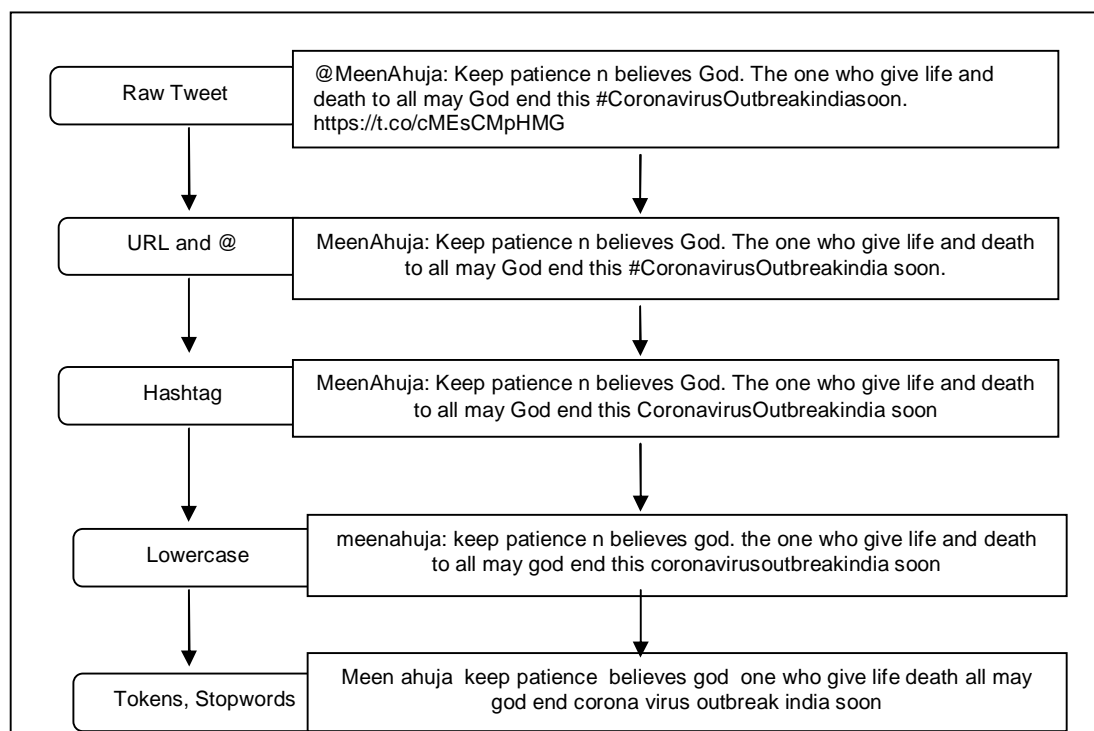 Raw Tweet
@MeenAhuja: Keep patience n believes God. The one who give life and
death to all may God end this #CoronavirusOutbreakindiasoon.
https://t.co/cMEsCMpHMG
URL and @
MeenAhuja: Keep patience n believes God. The one who give life and death
to all may God end this #CoronavirusOutbreakindia soon.
Hashtag
MeenAhuja: Keep patience n believes God. The one who give life and death
to all may God end this CoronavirusOutbreakindia soon
Lowercase
meenahuja: keep patience n believes god. the one who give life and death
to all may god end this coronavirusoutbreakindia soon
Tokens, Stopwords
Meen ahuja keep patience believes god one who give life death all may
god end corona virus outbreak india soon